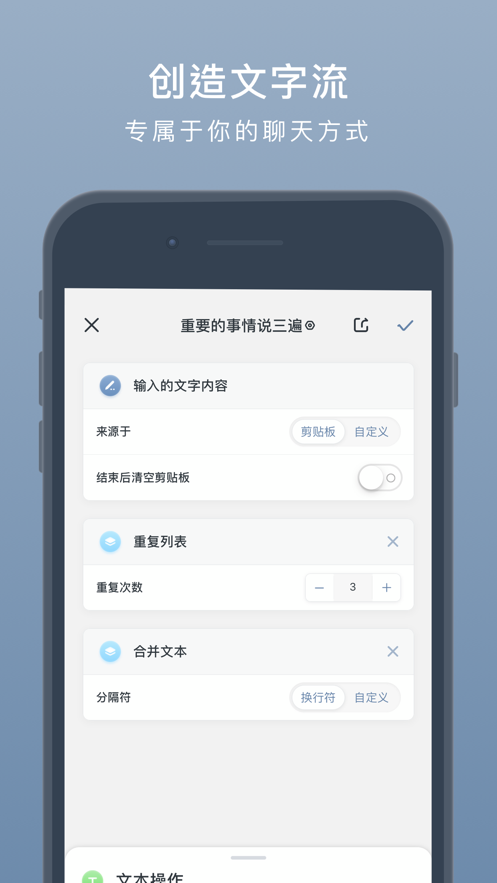 创造文字流
专属于你的聊天方式
重要的事情说三遍
输入的文字内容
来源于 剪贴板 自定义
结束后清空剪贴板
重复列表
重复次数 − 3 +
合并文本
分隔符 换行符 自定义
文本操作